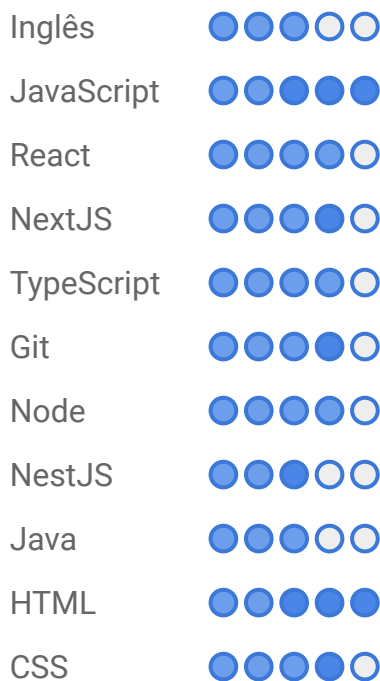 Inglês
JavaScript
React
NextJS
TypeScript
Git
Node
NestJS
Java
HTML
CSS